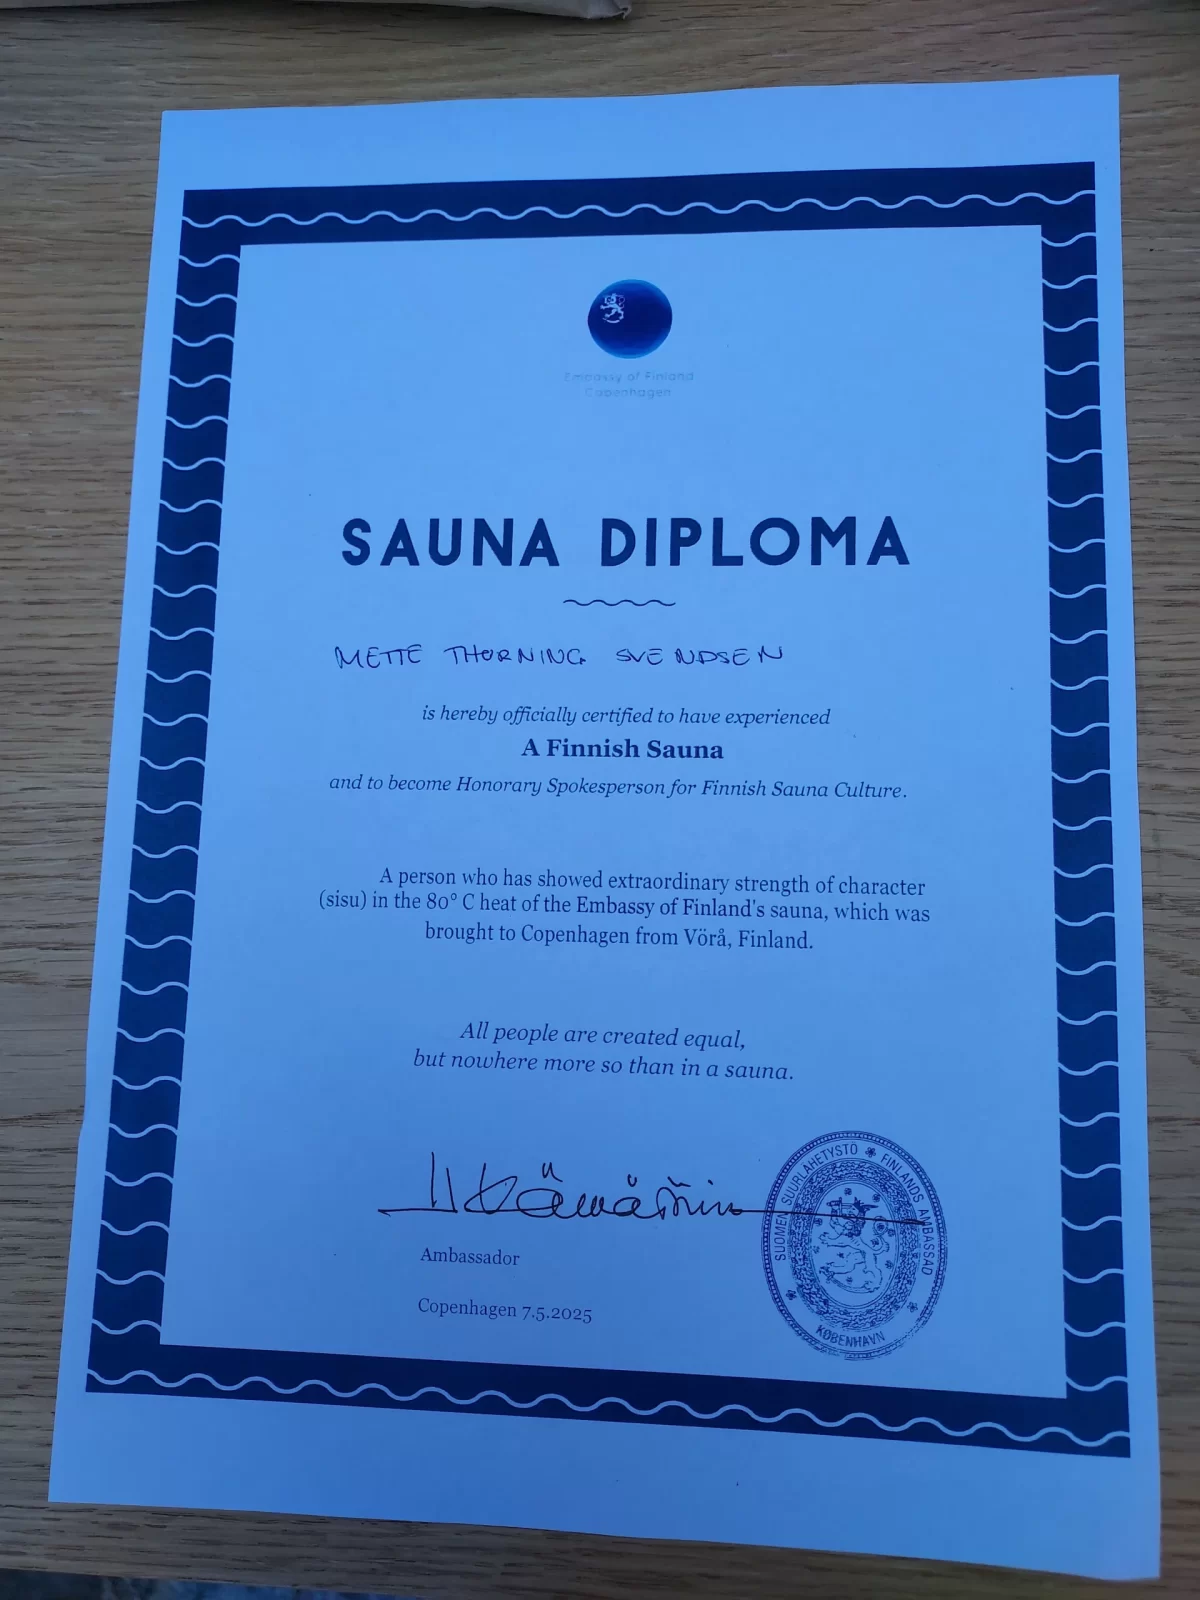 Embassy of Finland
Copenhagen
SAUNA DIPLOMA
METTE THORNING SVENDSEN
is hereby officially certified to have experienced
A Finnish Sauna
and to become Honorary Spokesperson for Finnish Sauna Culture.
A person who has showed extraordinary strength of character
(sisu) in the 80° C heat of the Embassy of Finland's sauna, which was
brought to Copenhagen from Vörå, Finland.
All people are created equal,
but nowhere more so than in a sauna.
Ambassador
Copenhagen 7.5.2025
SUOMEN SUURLÄHETYSTÖ * FINLANDS AMBASSAD
KØBENHAVN